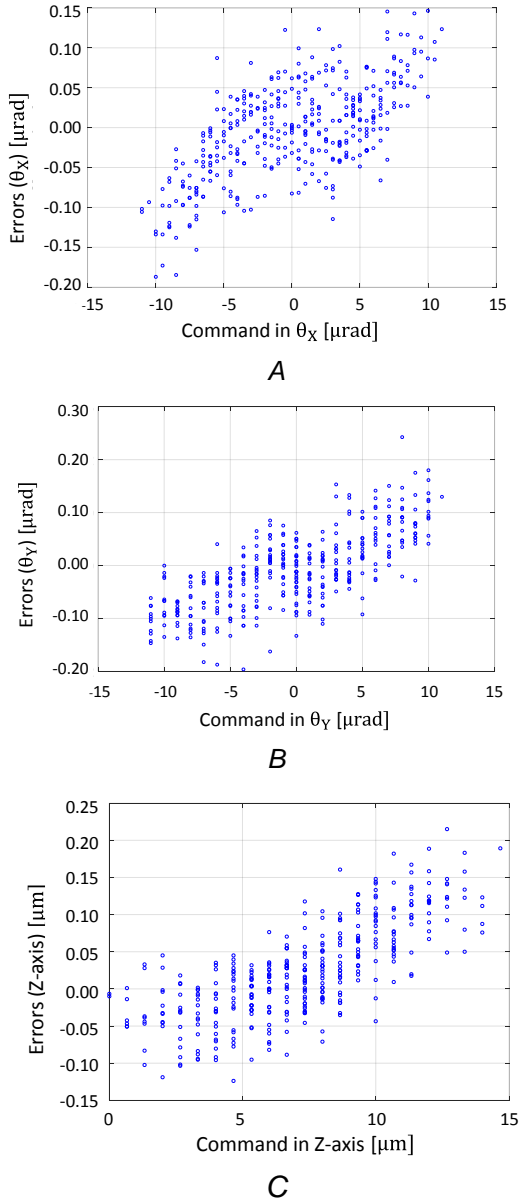 0.15
0.10
0.05
0.00
-0.05
-0.10
-0.15
-0.20
Errors (θX) [μrad]
-15 -10 -5 0 5 10 15
Command in θX [μrad]
A
0.30
0.20
0.10
0.00
-0.10
-0.20
Errors (θY) [μrad]
-15 -10 -5 0 5 10 15
Command in θY [μrad]
B
0.25
0.20
0.15
0.10
0.05
0.00
-0.05
-0.10
-0.15
Errors (Z-axis) [μm]
0 5 10 15
Command in Z-axis [μm]
C